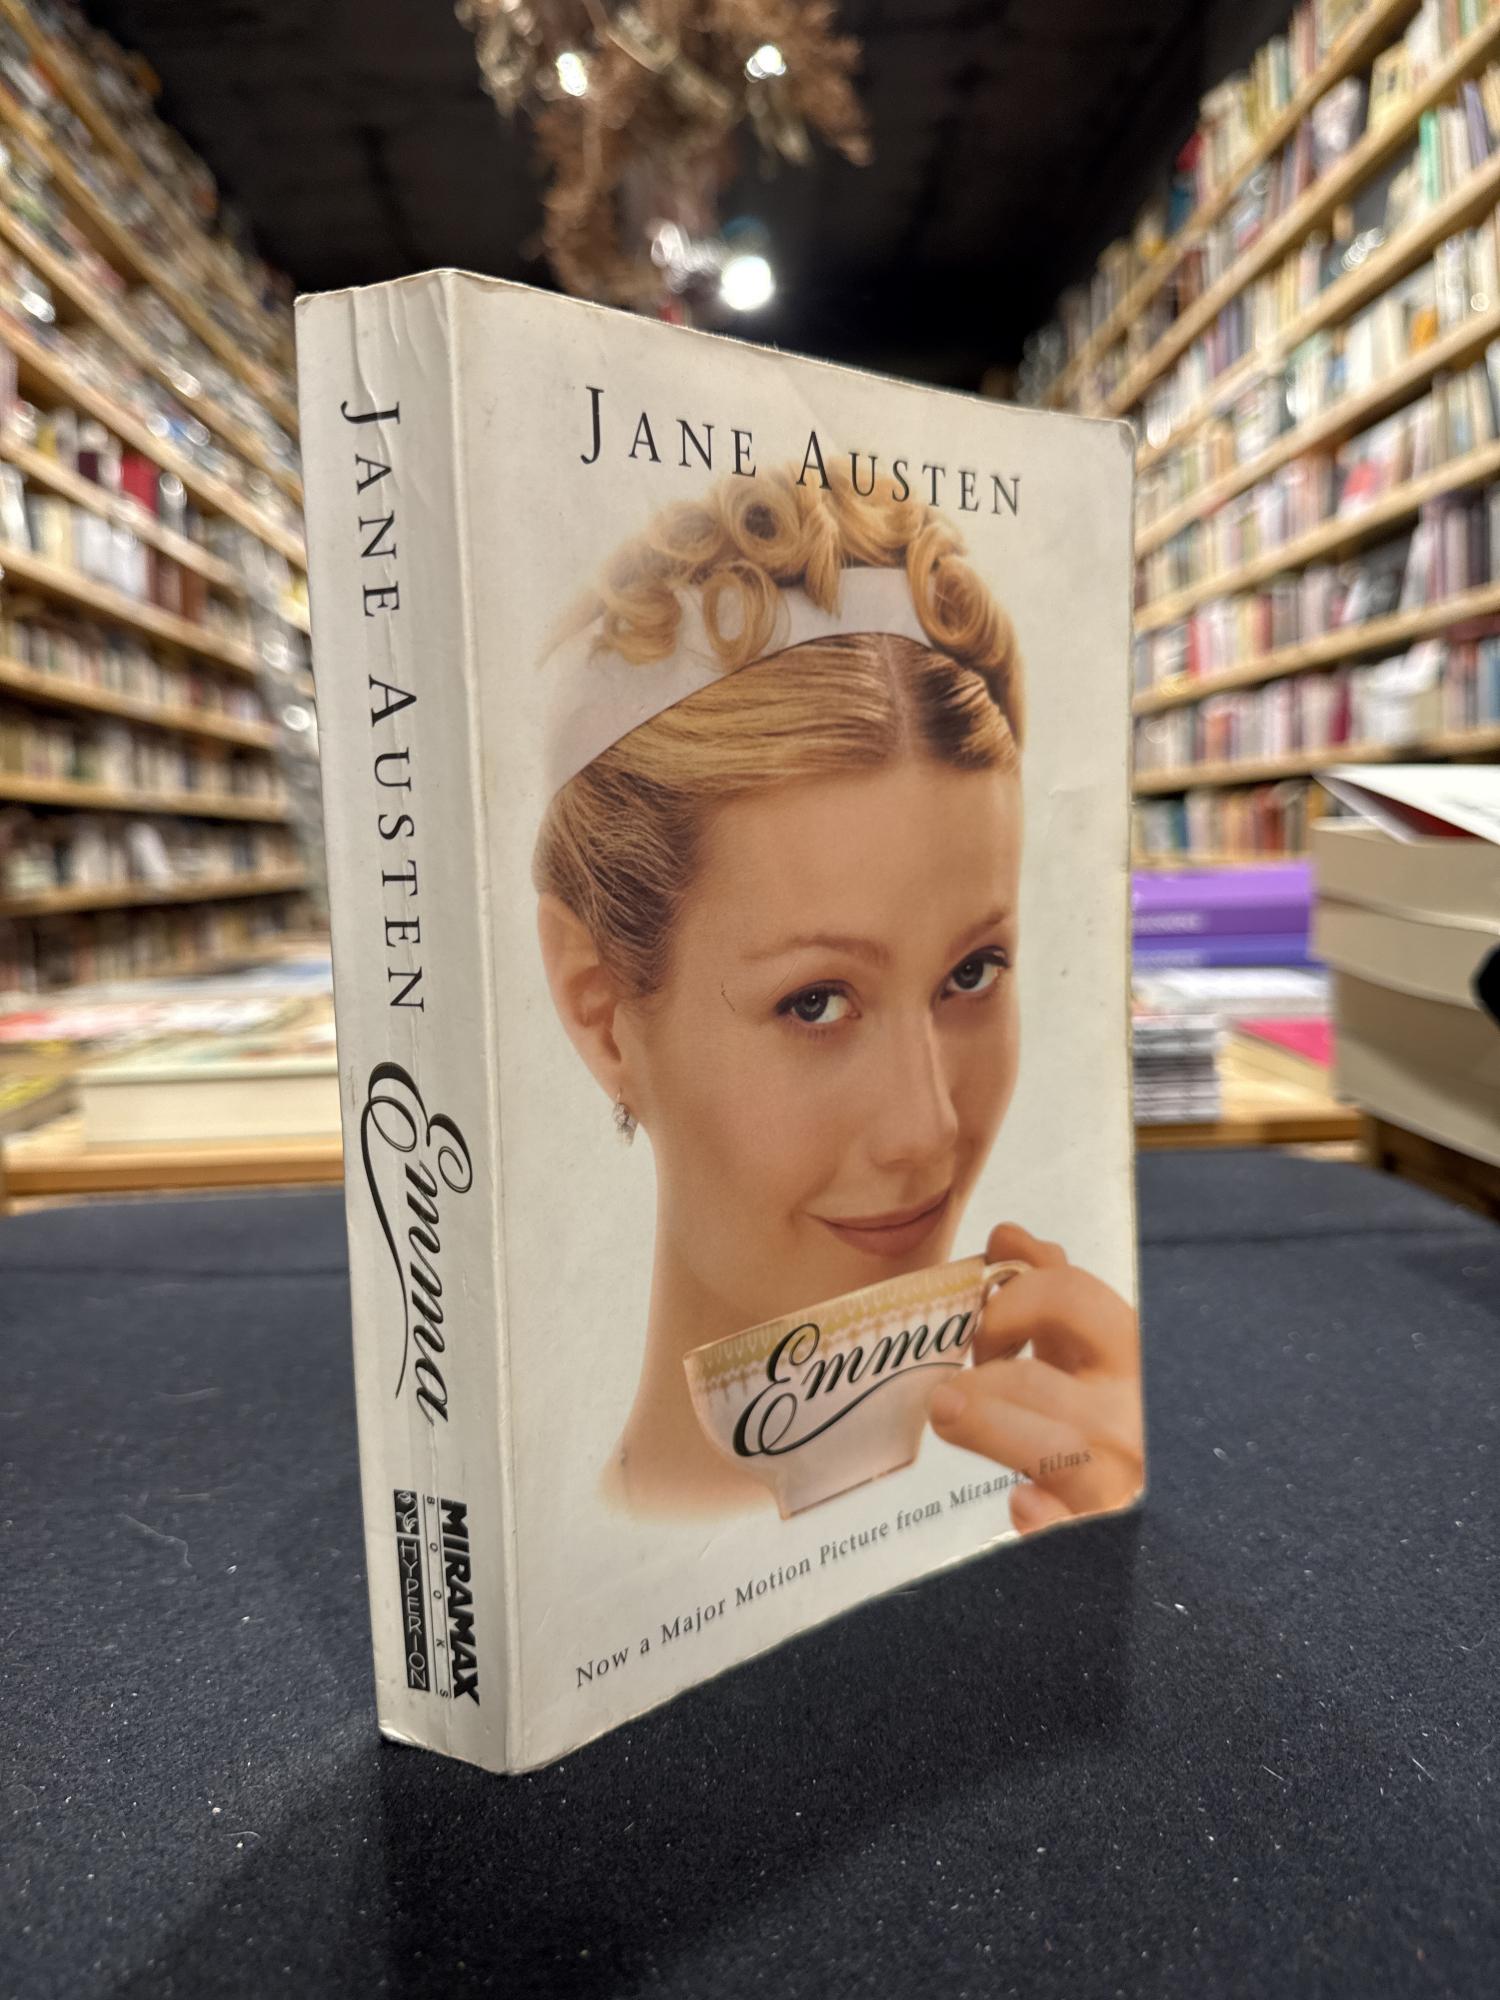 JANE AUSTEN
Emma
MIRAMAX
BOOKS
HYPERION
JANE AUSTEN
Emma
Now a Major Motion Picture from Miramax Films